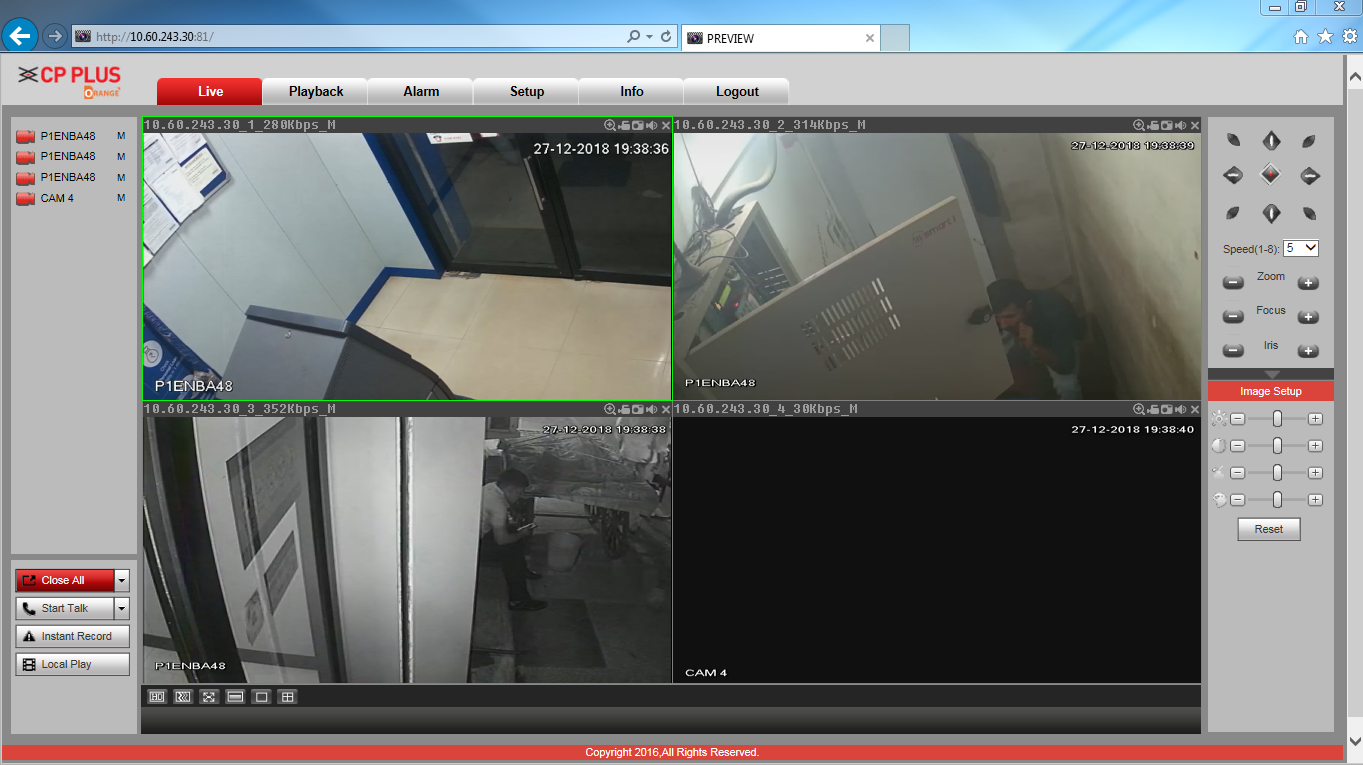 http://10.60.243.30:81/
PREVIEW
CP PLUS
ORANGE
Live
Playback
Alarm
Setup
Info
Logout
P1ENBA48 M
P1ENBA48 M
P1ENBA48 M
CAM 4 M
10.60.243.30_1_280Kbps_M
27-12-2018 19:38:36
P1ENBA48
10.60.243.30_2_314Kbps_M
27-12-2018 19:38:39
P1ENBA48
10.60.243.30_3_352Kbps_M
27-12-2018 19:38:38
P1ENBA48
10.60.243.30_4_30Kbps_M
27-12-2018 19:38:40
CAM 4
Speed(1-8): 5
Zoom
Focus
Iris
Image Setup
Reset
Close All
Start Talk
Instant Record
Local Play
HD
Copyright 2016,All Rights Reserved.